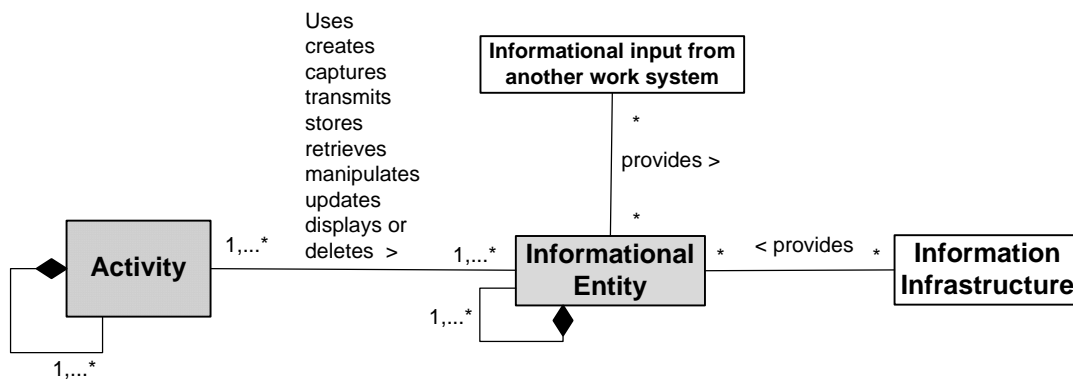 Uses
creates
captures
transmits
stores
retrieves
manipulates
updates
displays or
deletes  >
Informational input from
another work system
*
provides >
*
Activity
1,...*
1,...*
1,...*
Informational
Entity
1,...*
*
< provides
*
Information
Infrastructure